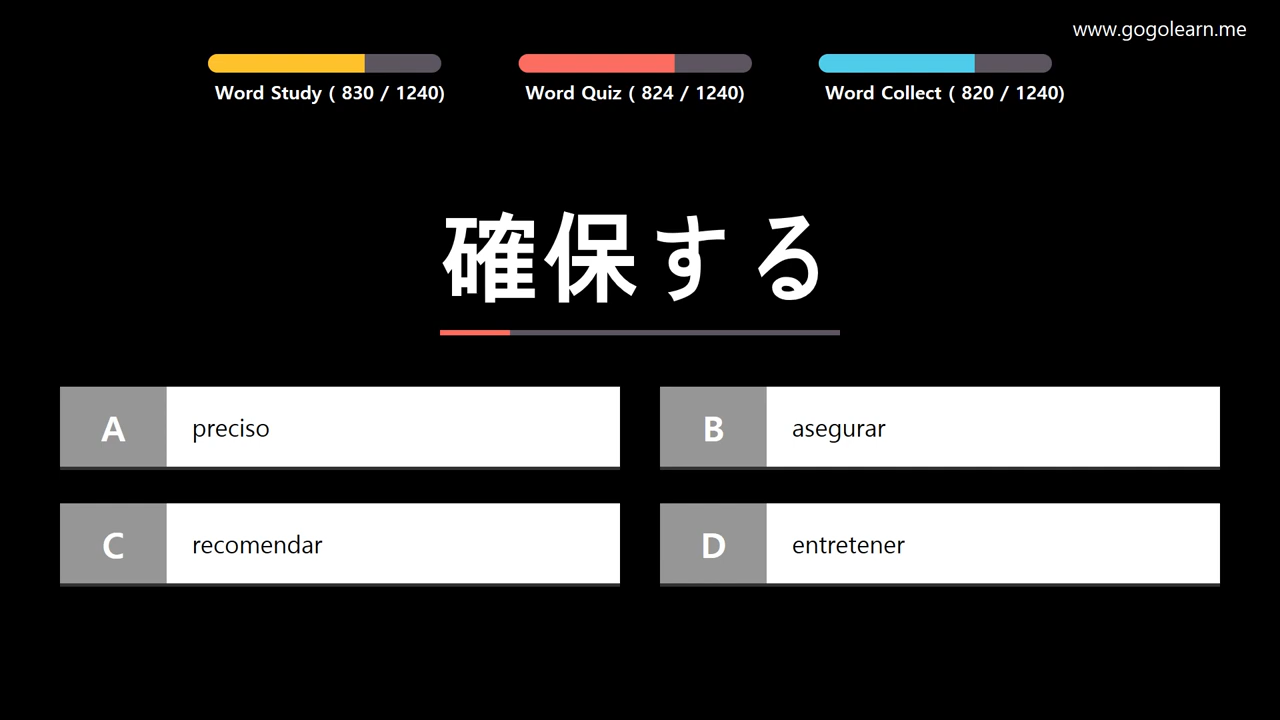 www.gogolearn.me
Word Study ( 830 / 1240)
Word Quiz ( 824 / 1240)
Word Collect ( 820 / 1240)
確保する
A preciso
B asegurar
C recomendar
D entretener